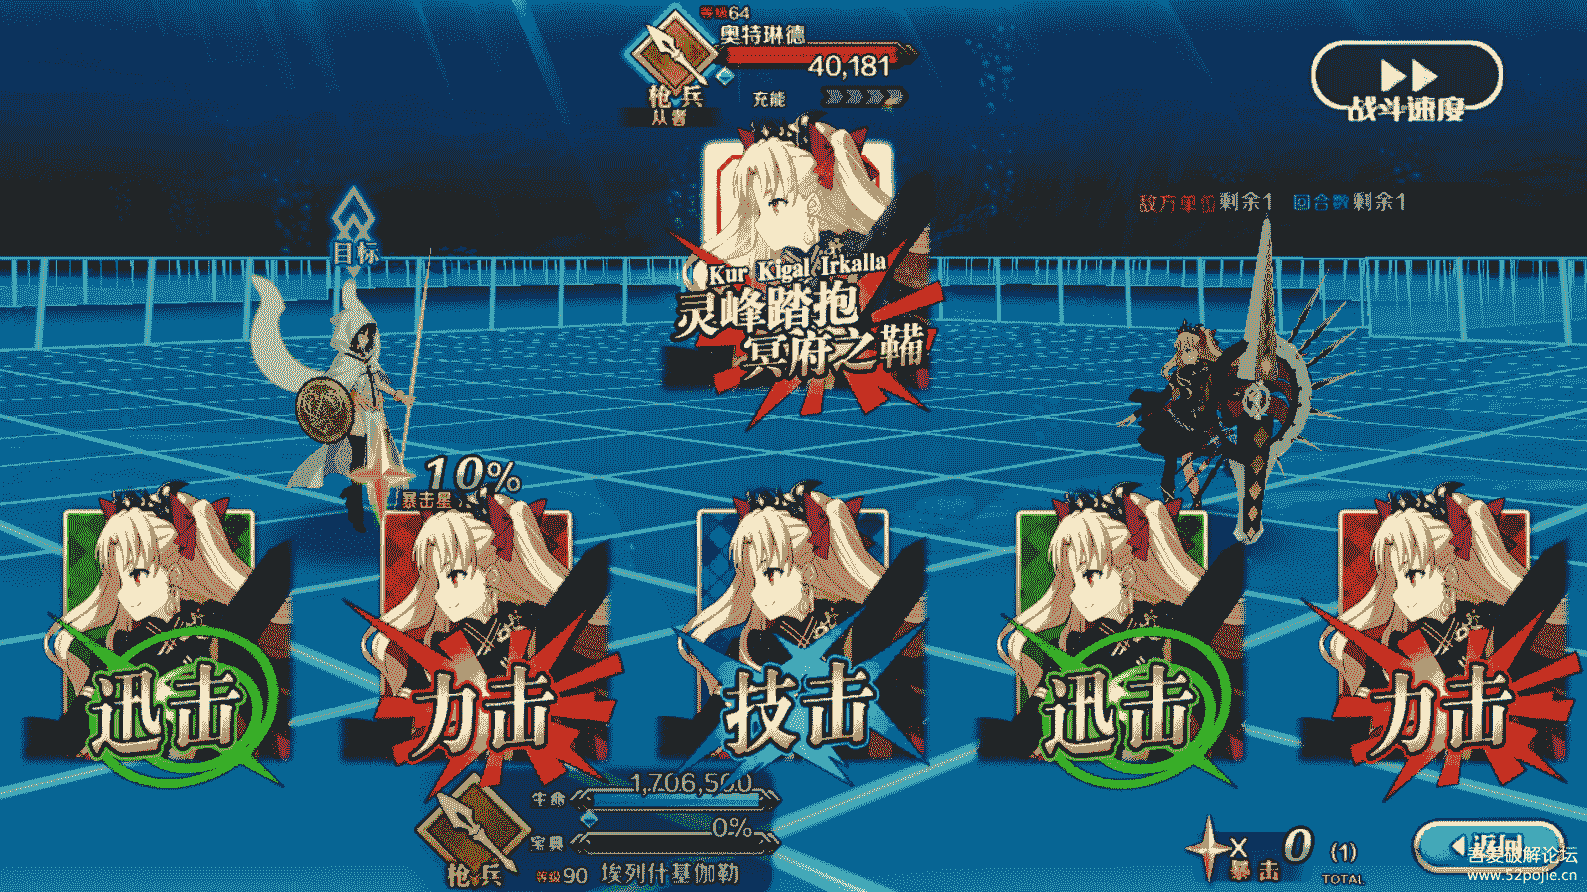 等级64
奥特琳德
40,181
枪兵
充能
从者
战斗速度
敌方单位剩余1 回合数剩余1
目标
Kur Kigal Irkalla
灵峰踏抱
冥府之鞴
10%
暴击星
迅击
力击
技击
迅击
力击
生命
1,706,500
宝具
0%
枪兵
等级90 埃列什基伽勒
X 0 (1)
暴击
TOTAL
返回
吾爱破解论坛
www.52pojie.cn